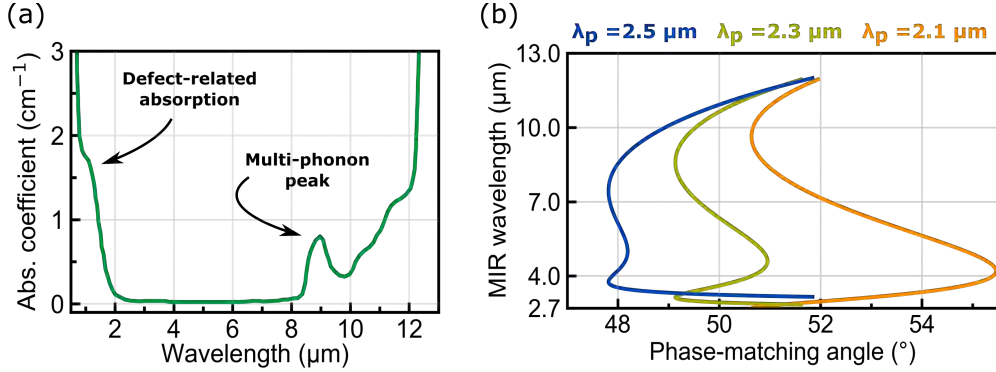 (a)
Abs. coefficient (cm⁻¹)
3
2
1
0
Defect-related
absorption
Multi-phonon
peak
2
4
6
8
10
12
Wavelength (µm)
(b)
λp =2.5 µm
λp =2.3 µm
λp =2.1 µm
MIR wavelength (µm)
13.0
10.0
7.0
4.0
2.7
48
50
52
54
Phase-matching angle (°)